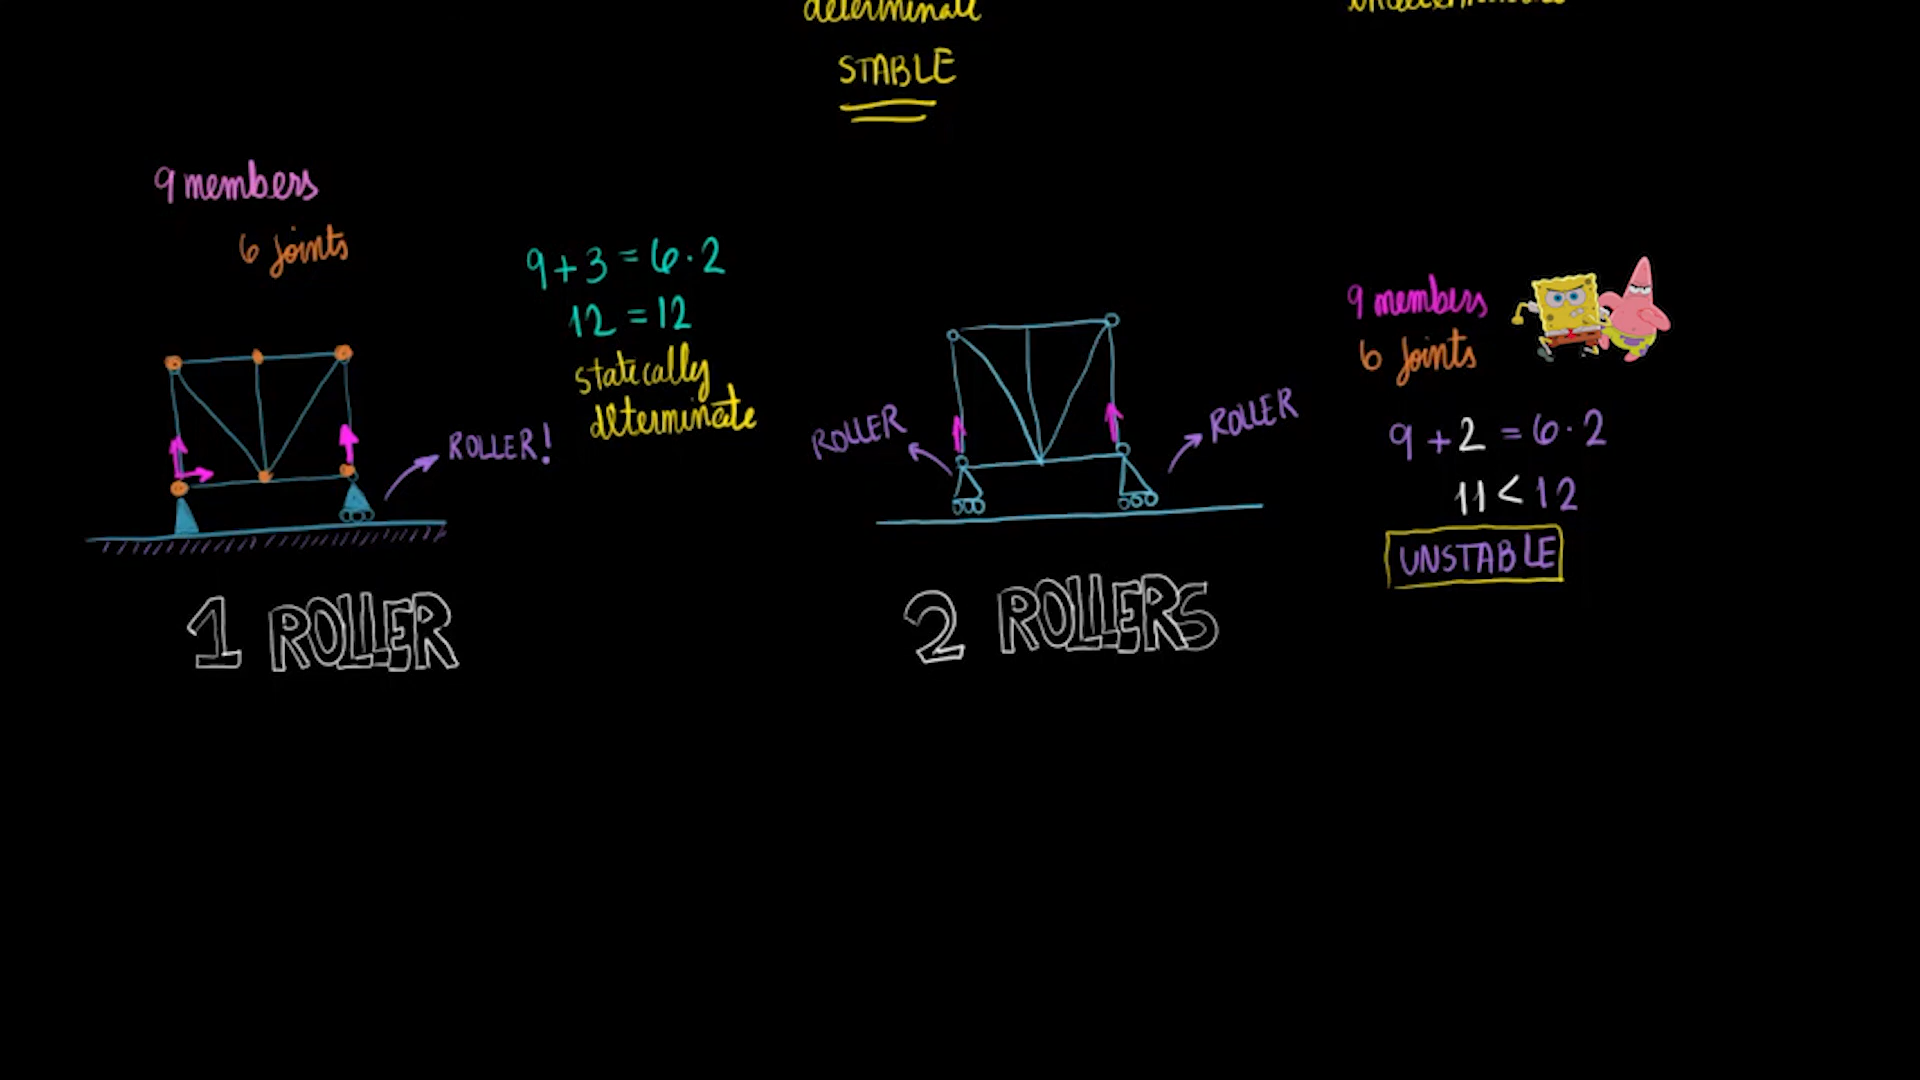 determinate
STABLE
9 members
6 joints
9+3=6·2
12=12
statically
determinate
ROLLER!
1 ROLLER
ROLLER
ROLLER
2 ROLLERS
9 members
6 joints
9+2=6·2
11<12
UNSTABLE